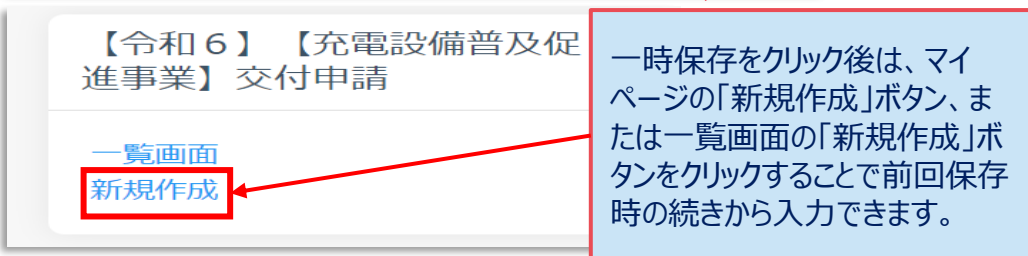 【令和6】【充電設備普及促
進事業】交付申請
一覧画面
新規作成
一時保存をクリック後は、マイ
ページの「新規作成」ボタン、ま
たは一覧画面の「新規作成」ボ
タンをクリックすることで前回保存
時の続きから入力できます。